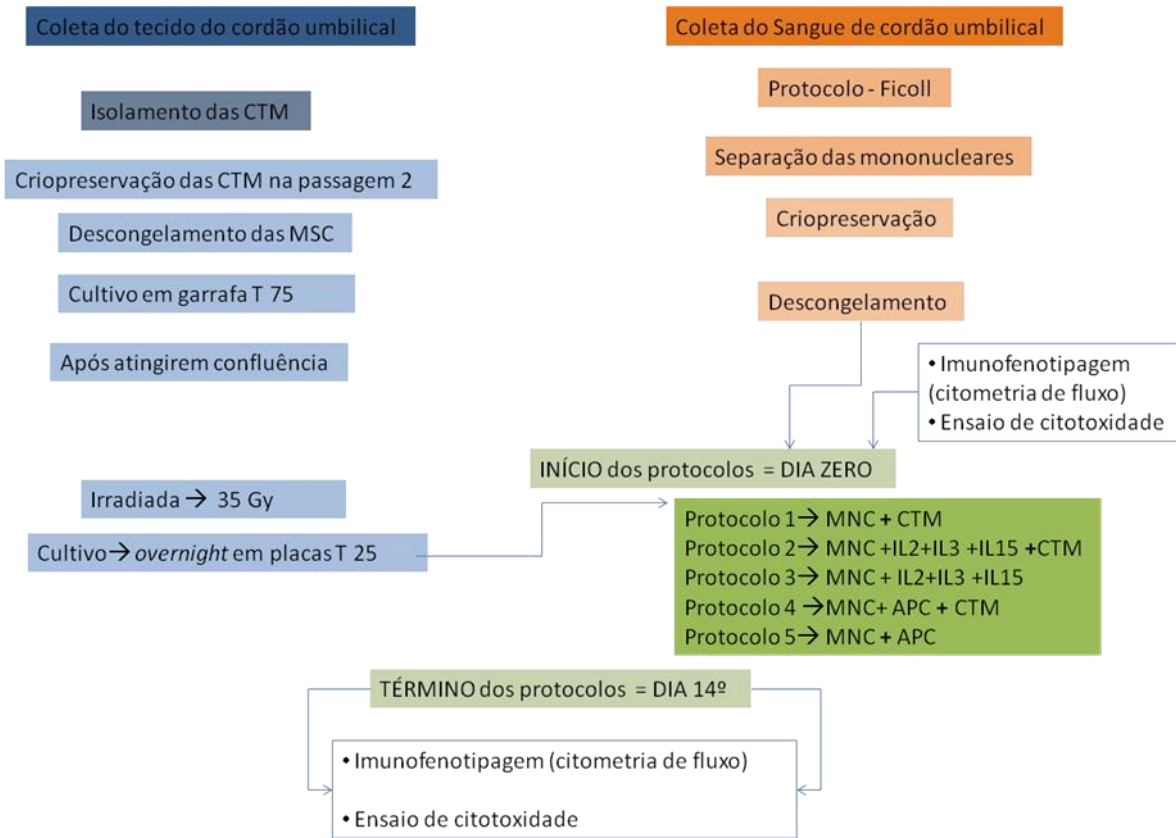 Coleta do tecido do cordão umbilical
Isolamento das CTM
Criopreservação das CTM na passagem 2
Descongelamento das MSC
Cultivo em garrafa T 75
Após atingirem confluência
Irradiada → 35 Gy
Cultivo → overnight em placas T 25
Coleta do Sangue de cordão umbilical
Protocolo - Ficoll
Separação das mononucleares
Criopreservação
Descongelamento
• Imunofenotipagem
(citometria de fluxo)
• Ensaio de citotoxidade
INÍCIO dos protocolos = DIA ZERO
Protocolo 1→ MNC + CTM
Protocolo 2→ MNC +IL2+IL3 +IL15 +CTM
Protocolo 3→ MNC + IL2+IL3 +IL15
Protocolo 4 →MNC+ APC + CTM
Protocolo 5→ MNC + APC
TÉRMINO dos protocolos = DIA 14º
• Imunofenotipagem (citometria de fluxo)
• Ensaio de citotoxidade